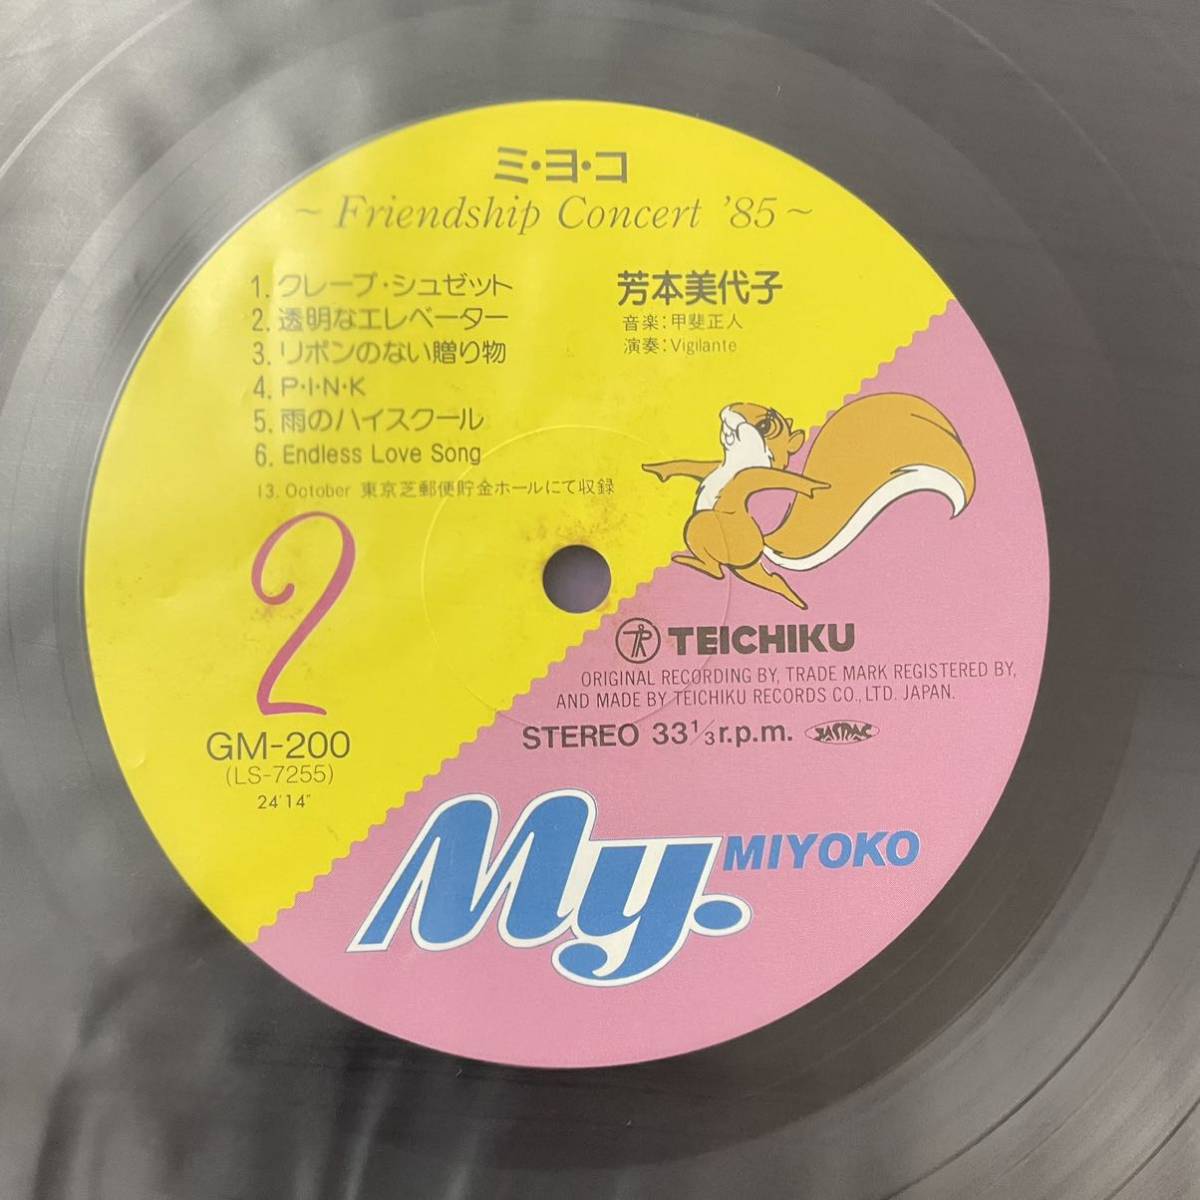 ミ・ヨ・コ
～Friendship Concert ’85～
1. クレープ・シュゼット
2. 透明なエレベーター
3. リボンのない贈り物
4. P・I・N・K
5. 雨のハイスクール
6. Endless Love Song
13. October 東京芝郵便貯金ホールにて収録
芳本美代子
音楽：甲斐正人
演奏：Vigilante
2
GM-200
(LS-7255)
24'14"
TEICHIKU
ORIGINAL RECORDING BY, TRADE MARK REGISTERED BY,
AND MADE BY TEICHIKU RECORDS CO., LTD. JAPAN.
STEREO 33 1/3 r.p.m. JASRAC
My. MIYOKO